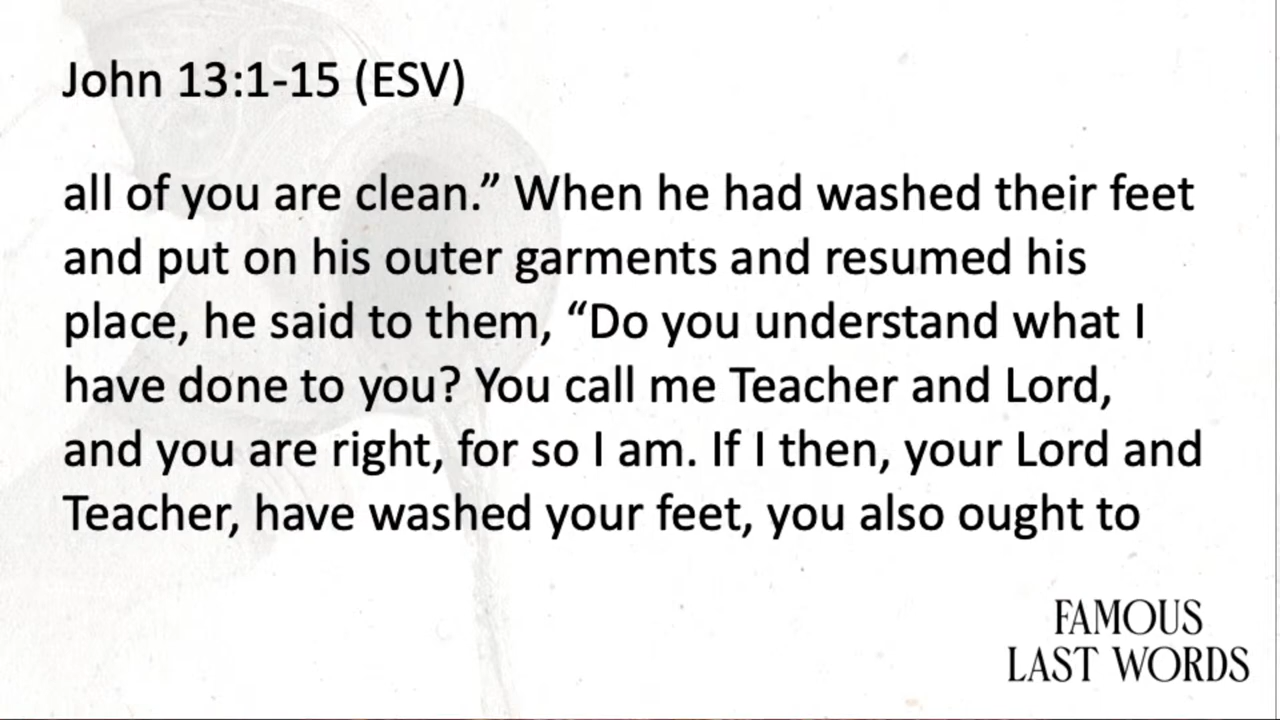 John 13:1-15 (ESV)
all of you are clean.” When he had washed their feet
and put on his outer garments and resumed his
place, he said to them, “Do you understand what I
have done to you? You call me Teacher and Lord,
and you are right, for so I am. If I then, your Lord and
Teacher, have washed your feet, you also ought to
FAMOUS
LAST WORDS